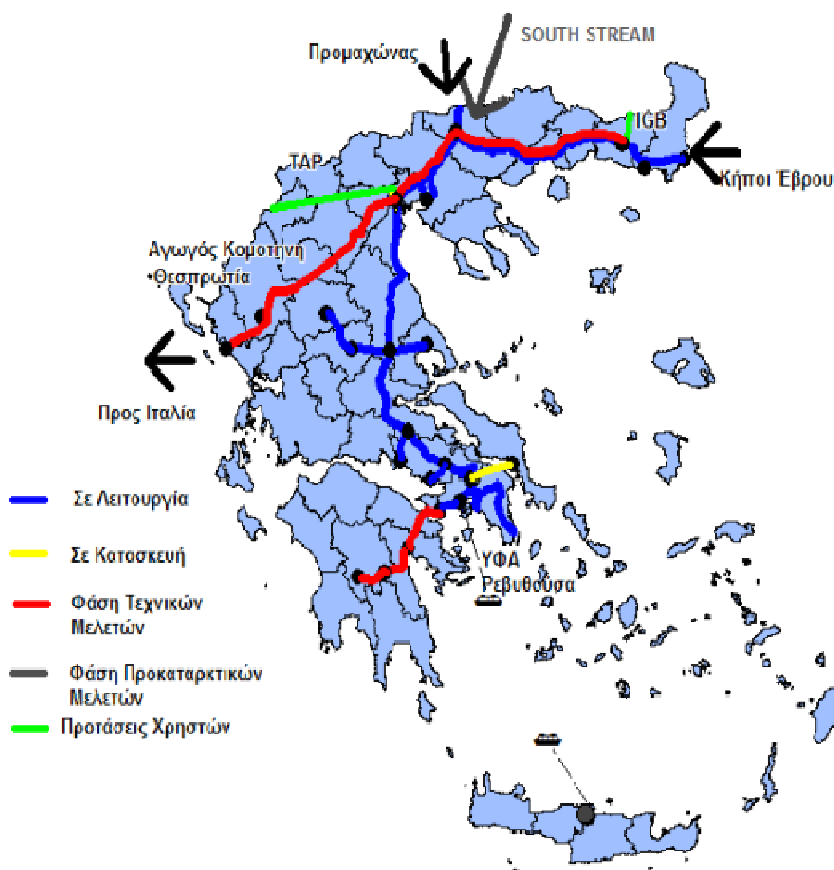 SOUTH STREAM
Προμαχώνας
IGB
TAP
Κήποι Έβρου
Αγωγός Κομοτηνή
•Θεσπρωτία
Προς Ιταλία
Σε Λειτουργία
Σε Κατασκευή
ΥΦΑ
Ρεβυθούσα
Φάση Τεχνικών
Μελετών
Φάση Προκαταρκτικών
Μελετών
Προτάσεις Χρηστών